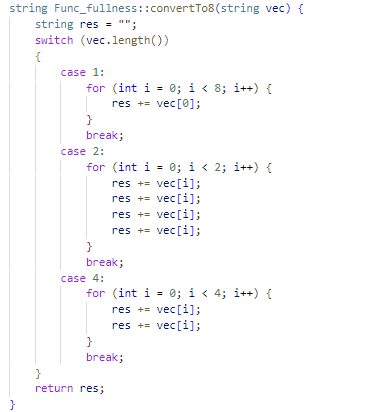 string Func_fullness::convertTo8(string vec) {
    string res = "";
    switch (vec.length())
    {
        case 1:
            for (int i = 0; i < 8; i++) {
                res += vec[0];
            }
            break;
        case 2:
            for (int i = 0; i < 2; i++) {
                res += vec[i];
                res += vec[i];
                res += vec[i];
                res += vec[i];
            }
            break;
        case 4:
            for (int i = 0; i < 4; i++) {
                res += vec[i];
                res += vec[i];
            }
            break;
    }
    return res;
}